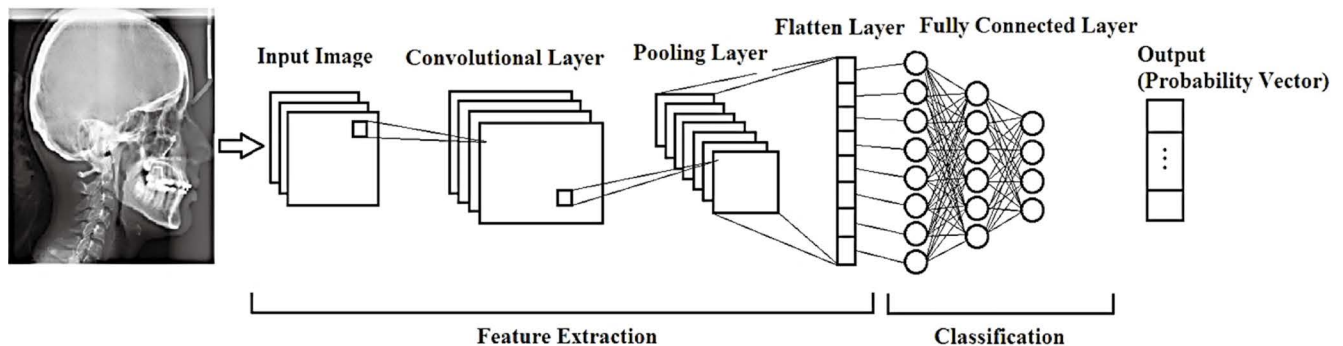 Input Image
Convolutional Layer
Pooling Layer
Flatten Layer
Fully Connected Layer
Output
(Probability Vector)
Feature Extraction
Classification